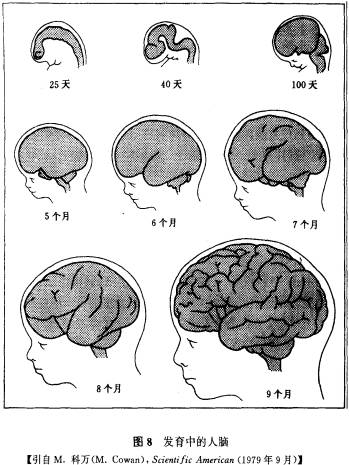 25天
40天
100天
5个月
6个月
7个月
8个月
9个月
图8 发育中的人脑
【引自M. 科万(M. Cowan), Scientific American (1979年9月)】